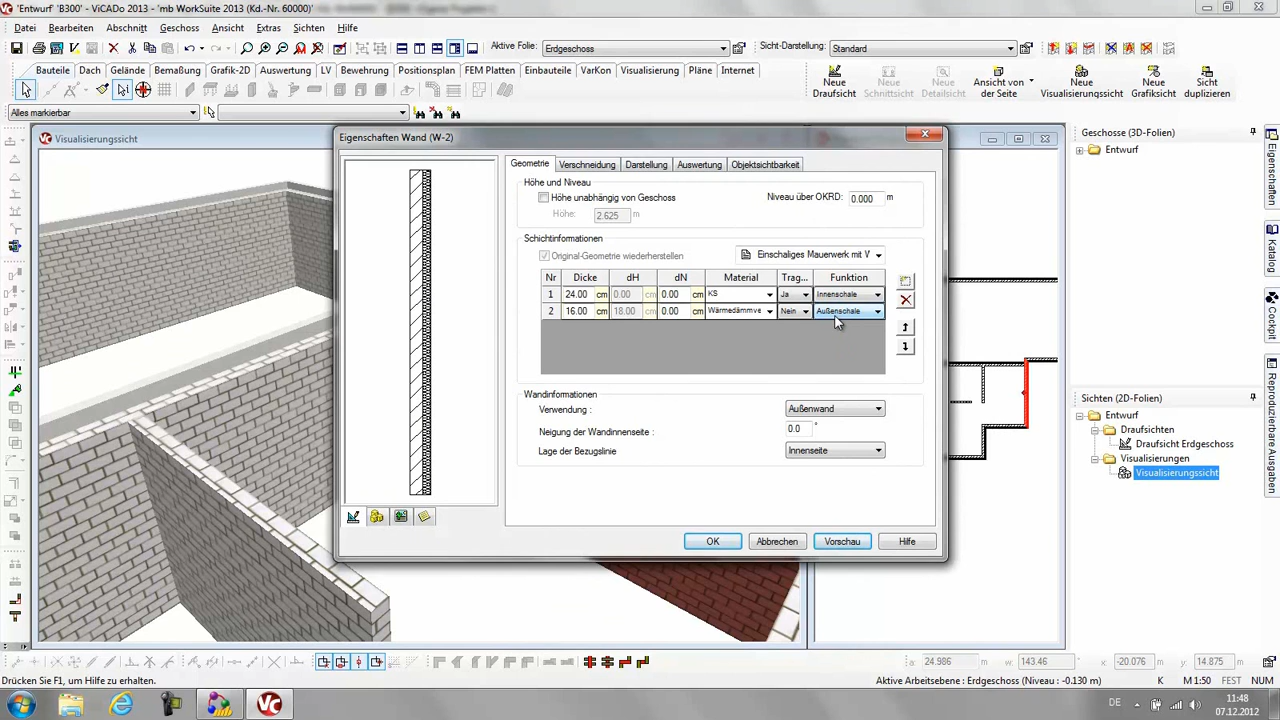 'Entwurf' 'B300' - ViCADo 2013 - 'mb WorkSuite 2013 (Kd.-Nr. 60000)'
Datei Bearbeiten Abschnitt Geschoss Ansicht Extras Sichten Hilfe
Aktive Folie: Erdgeschoss Sicht-Darstellung: Standard
Bauteile Dach Gelände Bemaßung Grafik-2D Auswertung LV Bewehrung Positionsplan FEM Platten Einbauteile VarKon Visualisierung Pläne Internet
Neue Draufsicht
Neue Schnittsicht
Neue Detailsicht
Ansicht von der Seite
Neue Visualisierungssicht
Neue Grafiksicht
Sicht duplizieren
Alles markierbar
Visualisierungssicht
Eigenschaften Wand (W-2)
Geometrie Verschneidung Darstellung Auswertung Objektsichtbarkeit
Höhe und Niveau
Höhe unabhängig von Geschoss Niveau über OKRD: 0.000 m
Höhe: 2.625 m
Schichtinformationen
Original-Geometrie wiederherstellen Einschaliges Mauerwerk mit V
Nr Dicke dH dN Material Trag... Funktion
1 24.00 cm 0.00 cm 0.00 cm KS Ja Innenschale
2 16.00 cm 18.00 cm 0.00 cm Wärmedämmve Nein Außenschale
Wandinformationen
Verwendung : Außenwand
Neigung der Wandinnenseite : 0.0 °
Lage der Bezugslinie Innenseite
OK Abbrechen Vorschau Hilfe
Geschosse (3D-Folien)
Entwurf
Sichten (2D-Folien)
Entwurf
Draufsichten
Draufsicht Erdgeschoss
Visualisierungen
Visualisierungssicht
Eigenschaften
Katalog
Cockpit
Reproduzierbare Ausgaben
a: 24.986 m w: 143.46 ° x: -20.076 y: 14.875 m
Drücken Sie F1, um Hilfe zu erhalten. Aktive Arbeitsebene : Erdgeschoss (Niveau : -0.130 m) K M 1:50 FEST NUM
DE 11:48
07.12.2012